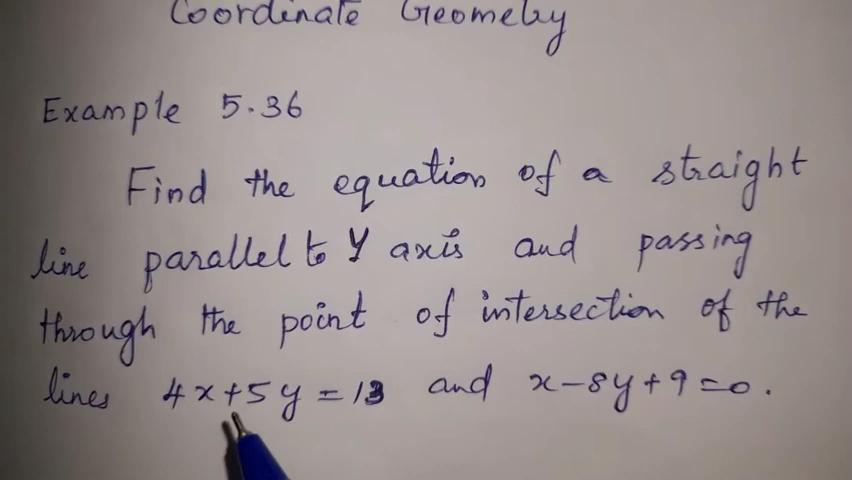 Coordinate Geometry
Example 5.36
Find the equation of a straight
line parallel to Y axis and passing
through the point of intersection of the
lines 4x+5y=13 and x-8y+9=0.